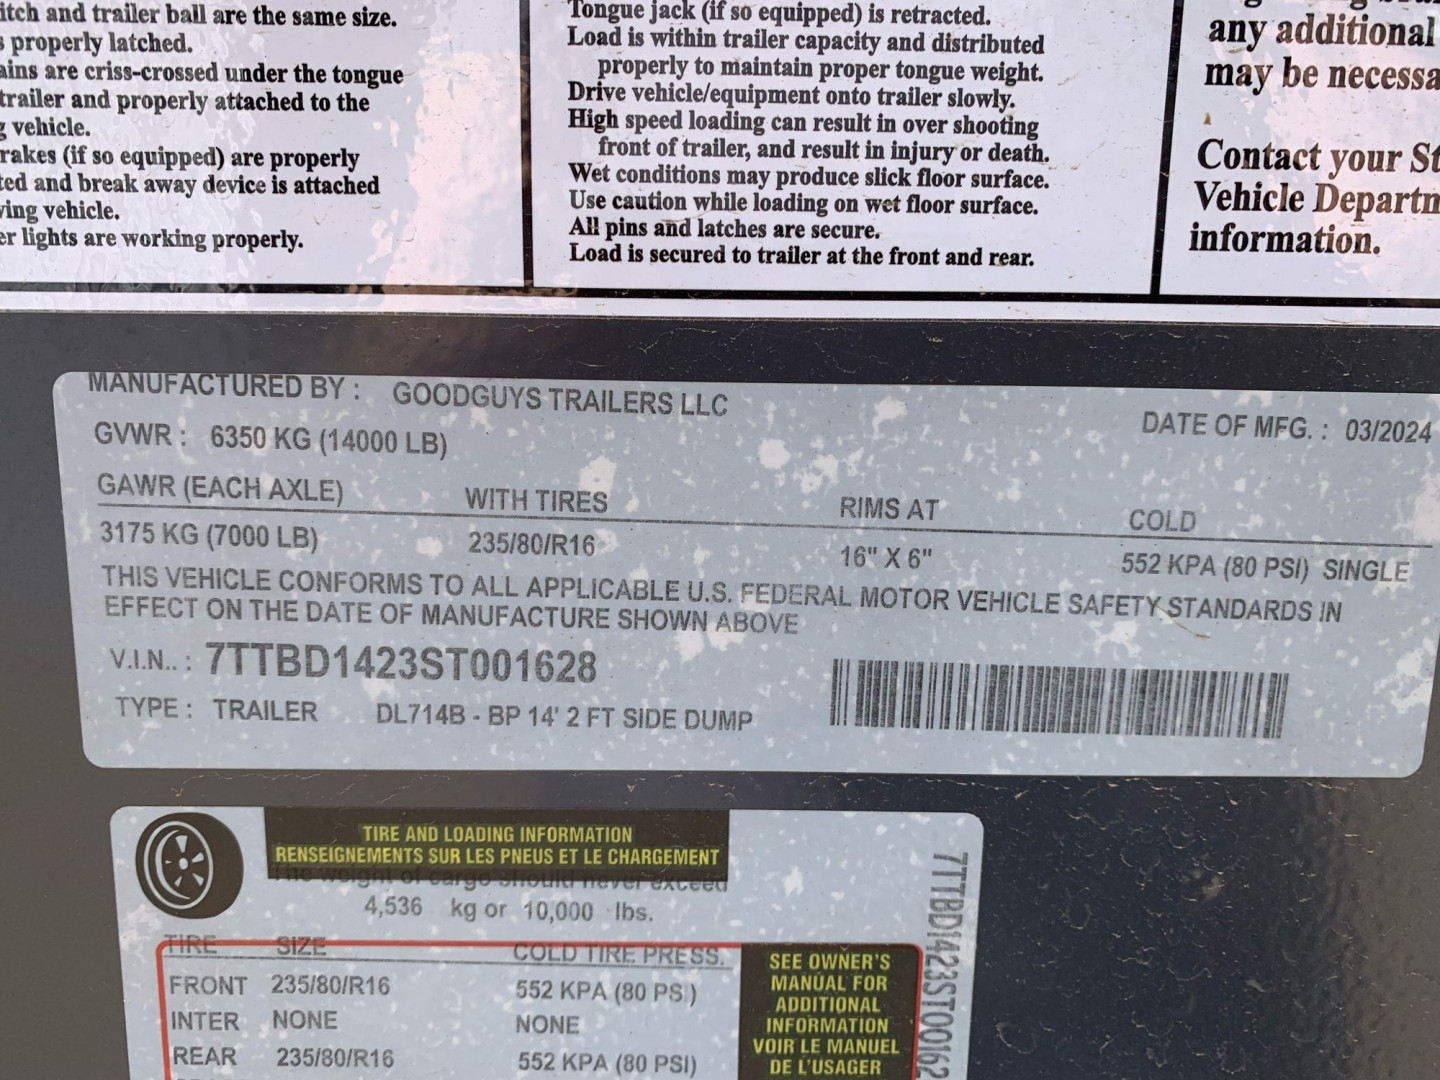 itch and trailer ball are the same size.
properly latched.
ains are criss-crossed under the tongue
trailer and properly attached to the
g vehicle.
rakes (if so equipped) are properly
ted and break away device is attached
ving vehicle.
er lights are working properly.
Tongue jack (if so equipped) is retracted.
Load is within trailer capacity and distributed
properly to maintain proper tongue weight.
Drive vehicle/equipment onto trailer slowly.
High speed loading can result in over shooting
front of trailer, and result in injury or death.
Wet conditions may produce slick floor surface.
Use caution while loading on wet floor surface.
All pins and latches are secure.
Load is secured to trailer at the front and rear.
any additional
may be necessa
Contact your St
Vehicle Departm
information.
MANUFACTURED BY : GOODGUYS TRAILERS LLC
DATE OF MFG. : 03/2024
GVWR : 6350 KG (14000 LB)
GAWR (EACH AXLE) WITH TIRES RIMS AT COLD
3175 KG (7000 LB) 235/80/R16 16" X 6" 552 KPA (80 PSI) SINGLE
THIS VEHICLE CONFORMS TO ALL APPLICABLE U.S. FEDERAL MOTOR VEHICLE SAFETY STANDARDS IN
EFFECT ON THE DATE OF MANUFACTURE SHOWN ABOVE
V.I.N.. : 7TTBD1423ST001628
TYPE : TRAILER DL714B - BP 14' 2 FT SIDE DUMP
TIRE AND LOADING INFORMATION
RENSEIGNEMENTS SUR LES PNEUS ET LE CHARGEMENT
The weight of cargo should never exceed
4,536 kg or 10,000 lbs.
TIRE SIZE COLD TIRE PRESS.
FRONT 235/80/R16 552 KPA (80 PSI)
INTER NONE NONE
REAR 235/80/R16 552 KPA (80 PSI)
SEE OWNER'S
MANUAL FOR
ADDITIONAL
INFORMATION
VOIR LE MANUEL
DE L'USAGER
7TTBD1423ST00162